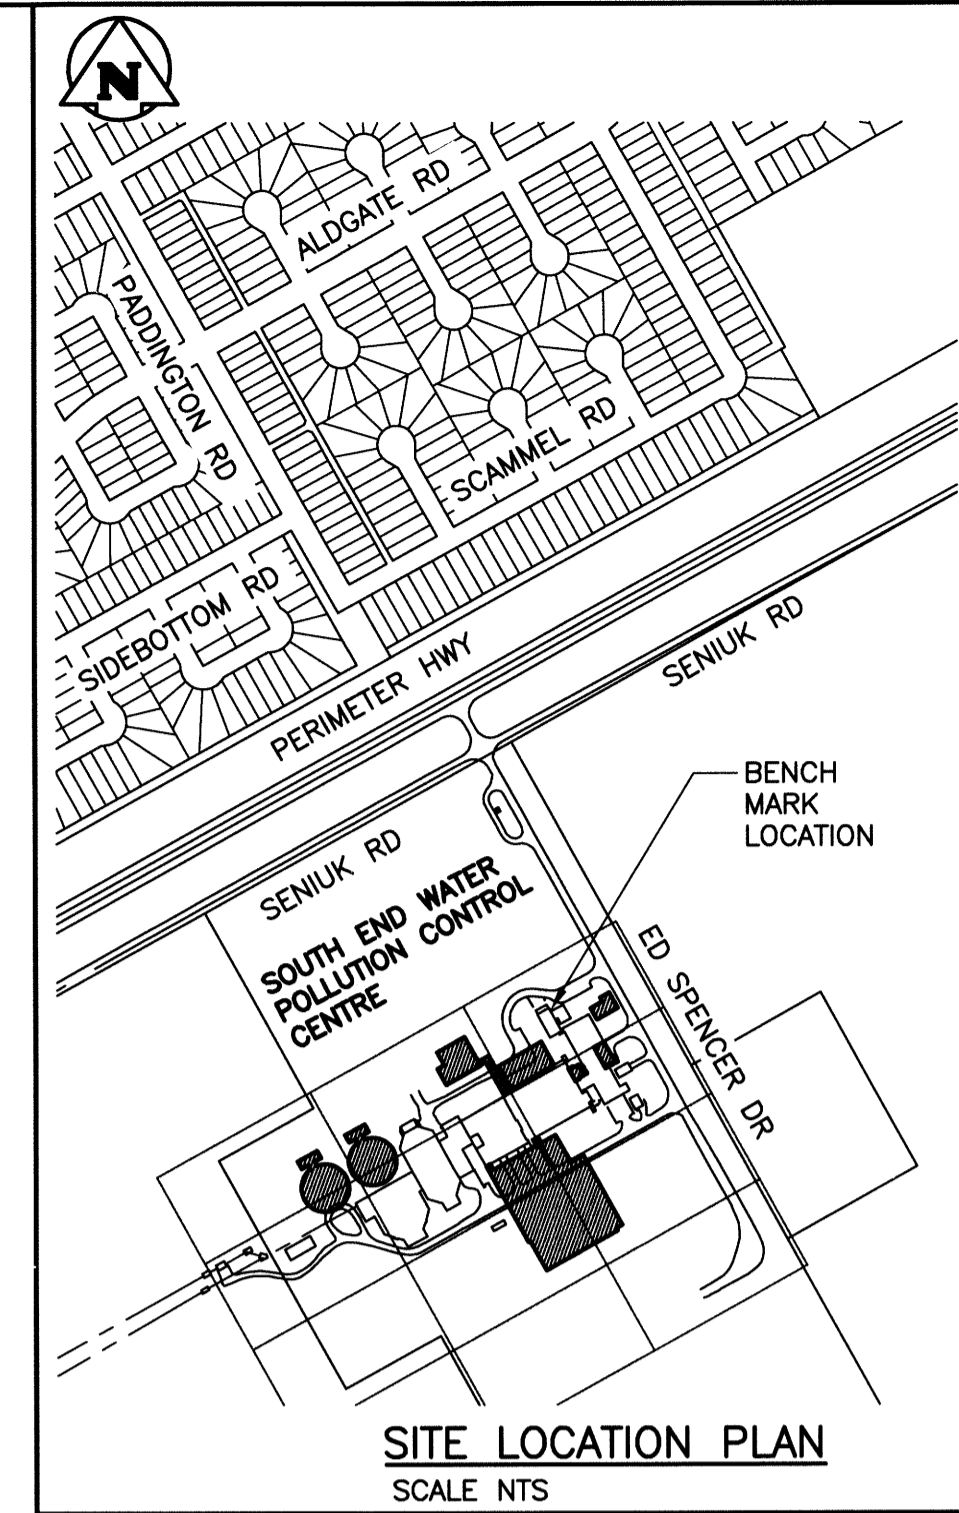 N
ALDGATE RD
PADDINGTON RD
SCAMMEL RD
SIDEBOTTOM RD
PERIMETER HWY
SENIUK RD
BENCH
MARK
LOCATION
SENIUK RD
SOUTH END WATER
POLLUTION CONTROL
CENTRE
ED SPENCER DR
SITE LOCATION PLAN
SCALE NTS